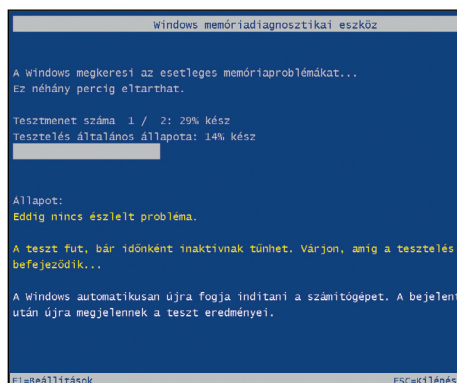 Windows memóriadiagnosztikai eszköz
A Windows megkeresi az esetleges memóriaproblémákat...
Ez néhány percig eltarthat.
Tesztmenet száma 1 / 2: 29% kész
Tesztelés általános állapota: 14% kész
Állapot:
Eddig nincs észlelt probléma.
A teszt fut, bár időnként inaktívnak tűnhet. Várjon, amíg a tesztelés
befejeződik...
A Windows automatikusan újra fogja indítani a számítógépet. A bejelent
után újra megjelennek a teszt eredményei.
F1=Beállítások
ESC=Kilépés